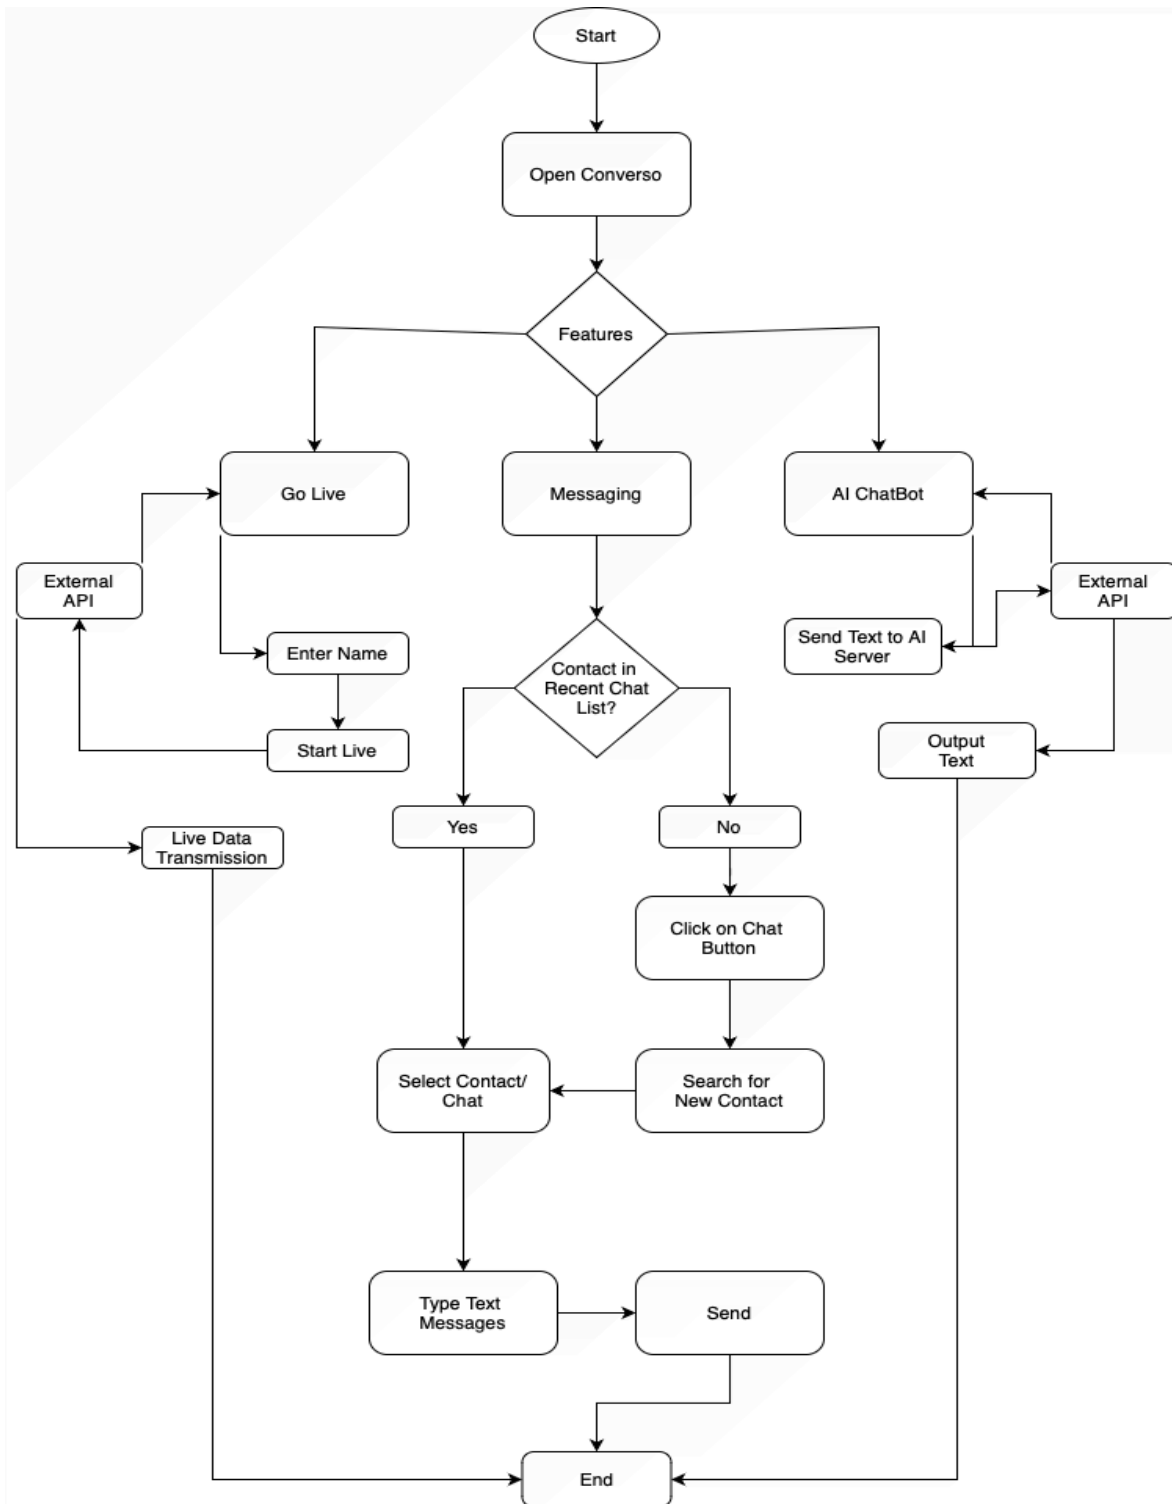 Start
Open Converso
Features
Go Live
Messaging
AI ChatBot
External
API
External
API
Enter Name
Send Text to AI
Server
Contact in
Recent Chat
List?
Start Live
Output
Text
Yes
No
Live Data
Transmission
Click on Chat
Button
Select Contact/
Chat
Search for
New Contact
Type Text
Messages
Send
End